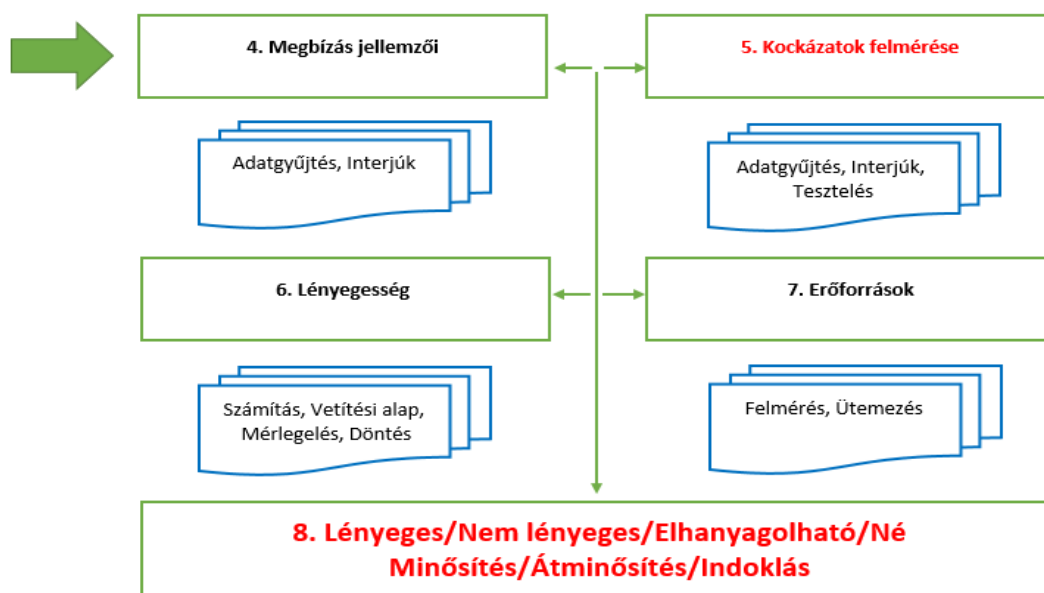 4. Megbízás jellemzői
5. Kockázatok felmérése
Adatgyűjtés, Interjúk
Adatgyűjtés, Interjúk,
Tesztelés
6. Lényegesség
7. Erőforrások
Számítás, Vetítési alap,
Mérlegelés, Döntés
Felmérés, Ütemezés
8. Lényeges/Nem lényeges/Elhanyagolható/Né
Minősítés/Átminősítés/Indoklás